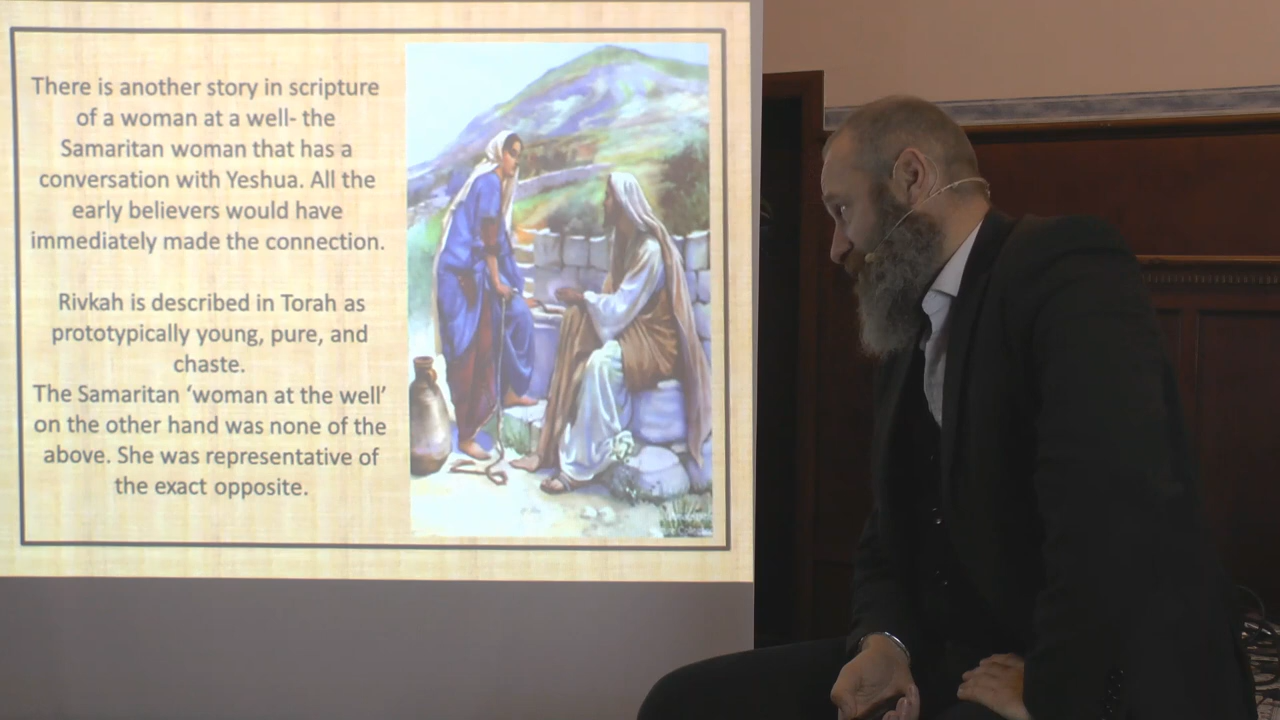 There is another story in scripture
of a woman at a well- the
Samaritan woman that has a
conversation with Yeshua. All the
early believers would have
immediately made the connection.
Rivkah is described in Torah as
prototypically young, pure, and
chaste.
The Samaritan ‘woman at the well’
on the other hand was none of the
above. She was representative of
the exact opposite.